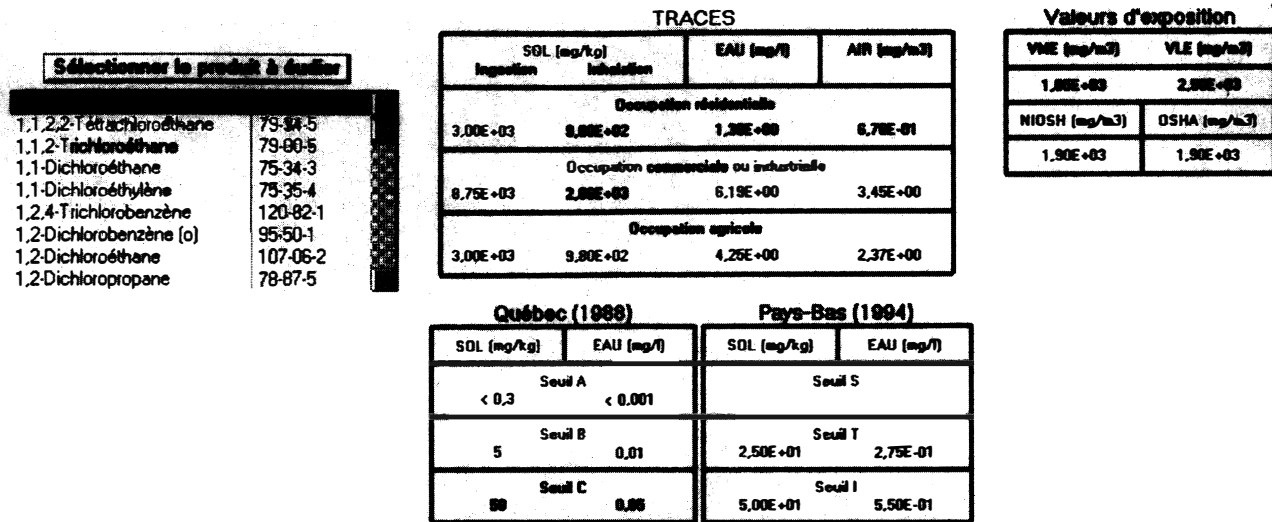 TRACES
Valeurs d'exposition
Sélectionner le produit à étudier
1,1,2,2-Tétrachloroéthane 79-34-5
1,1,2-Trichloroéthane 79-00-5
1,1-Dichloroéthane 75-34-3
1,1-Dichloroéthylène 75-35-4
1,2,4-Trichlorobenzène 120-82-1
1,2-Dichlorobenzène (o) 95-50-1
1,2-Dichloroéthane 107-06-2
1,2-Dichloropropane 78-87-5
SOL (mg/kg) EAU (mg/l) AIR (mg/m3)
Ingestion Inhalation
Occupation résidentielle
3,00E+03 9,80E+02 1,30E+00 6,70E-01
Occupation commerciale ou industrielle
8,75E+03 6,19E+00 3,45E+00
Occupation agricole
3,00E+03 9,80E+02 4,25E+00 2,37E+00
VME (mg/m3) VLE (mg/m3)
NIOSH (mg/m3) OSHA (mg/m3)
1,90E+03 1,90E+03
Québec (1988) Pays-Bas (1994)
SOL (mg/kg) EAU (mg/l) SOL (mg/kg) EAU (mg/l)
Seuil A Seuil S
< 0,3 < 0.001
Seuil B Seuil T
5 0,01 2,50E+01 2,75E-01
Seuil C Seuil I
50 5,00E+01 5,50E-01